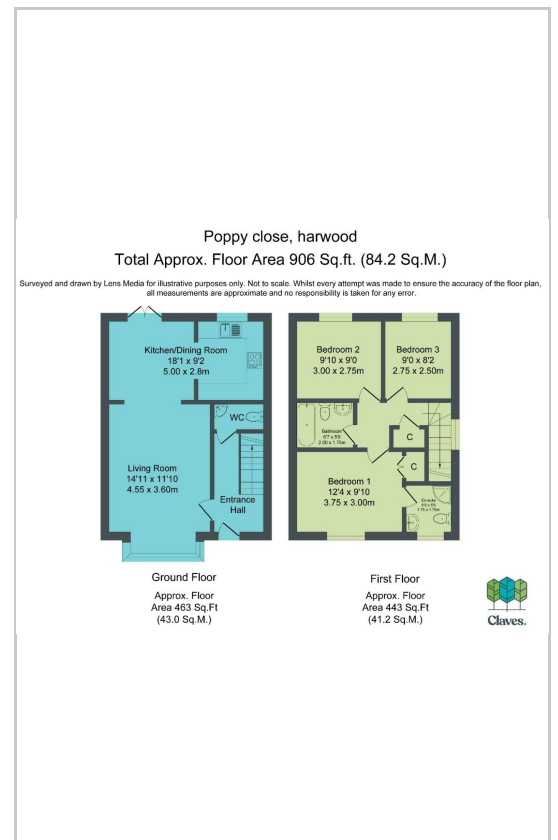 Poppy close, harwood
Total Approx. Floor Area 906 Sq.ft. (84.2 Sq.M.)
Surveyed and drawn by Lens Media for illustrative purposes only. Not to scale. Whilst every attempt was made to ensure the accuracy of the floor plan,
all measurements are approximate and no responsibility is taken for any error.
Kitchen/Dining Room
18'1 x 9'2
5.00 x 2.8m
WC
Living Room
14'11 x 11'10
4.55 x 3.60m
Entrance
Hall
Ground Floor
Approx. Floor
Area 463 Sq.Ft
(43.0 Sq.M.)
Bedroom 2
9'10 x 9'0
3.00 x 2.75m
Bedroom 3
9'0 x 8'2
2.75 x 2.50m
Bathroom
2.00 x 1.75m
C
C
Bedroom 1
12'4 x 9'10
3.75 x 3.00m
En-suite
First Floor
Approx. Floor
Area 443 Sq.Ft
(41.2 Sq.M.)
Claves.